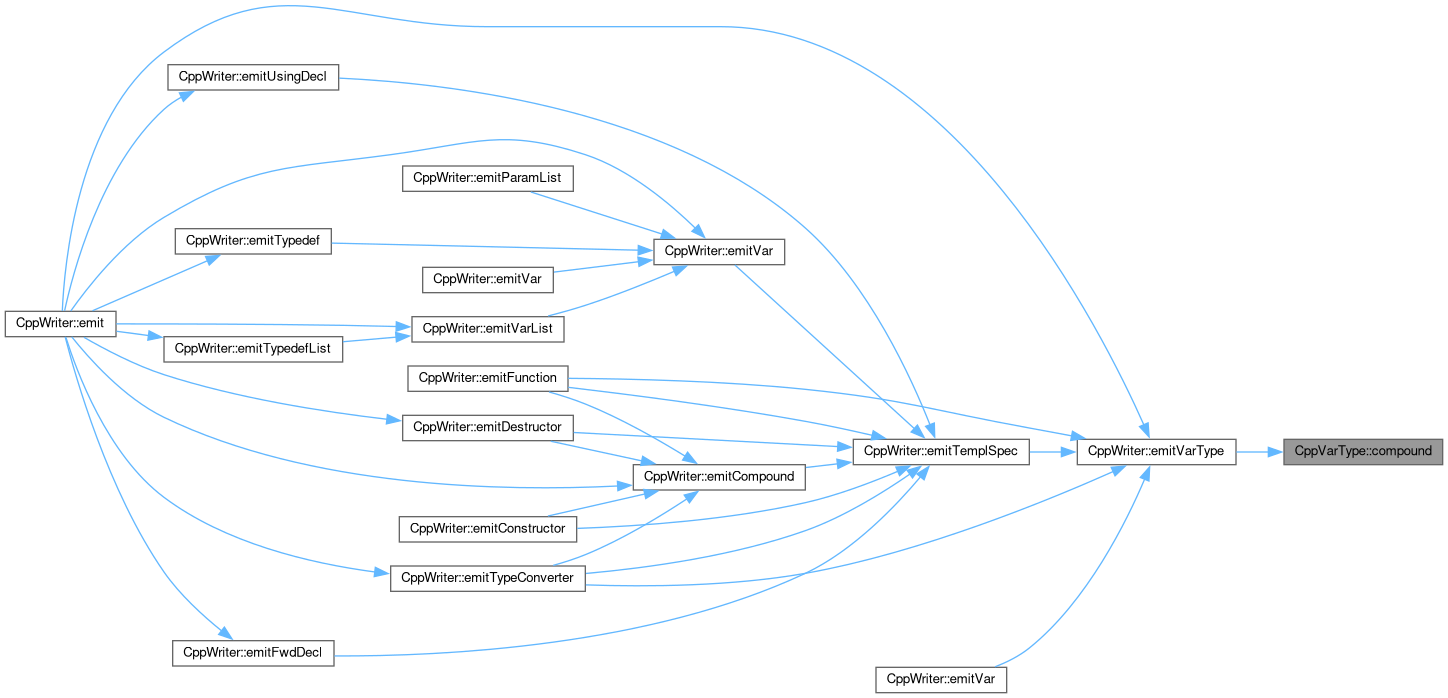 CppWriter::emitUsingDecl
CppWriter::emitParamList
CppWriter::emitTypedef
CppWriter::emitVar
CppWriter::emitVar
CppWriter::emit
CppWriter::emitVarList
CppWriter::emitTypedefList
CppWriter::emitFunction
CppWriter::emitDestructor
CppWriter::emitTemplSpec
CppWriter::emitVarType
CppVarType::compound
CppWriter::emitCompound
CppWriter::emitConstructor
CppWriter::emitTypeConverter
CppWriter::emitFwdDecl
CppWriter::emitVar